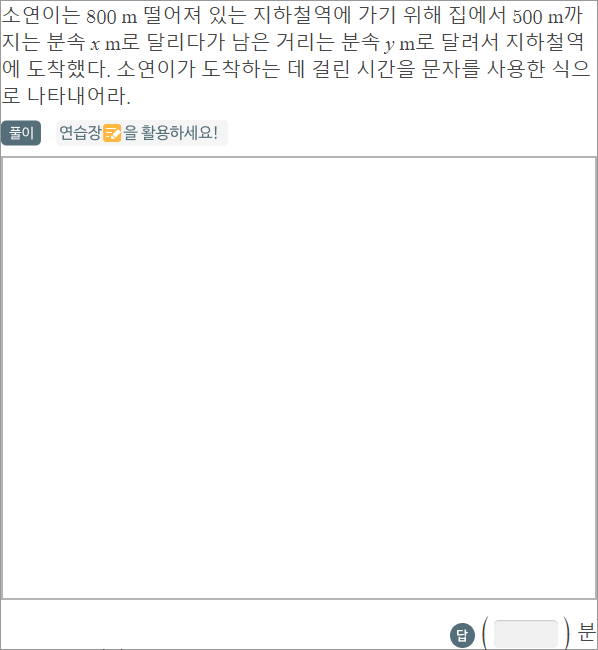 소연이는 800 m 떨어져 있는 지하철역에 가기 위해 집에서 500 m까
지는 분속 x m로 달리다가 남은 거리는 분속 y m로 달려서 지하철역
에 도착했다. 소연이가 도착하는 데 걸린 시간을 문자를 사용한 식으
로 나타내어라.
풀이 연습장을 활용하세요!
답 ( ) 분